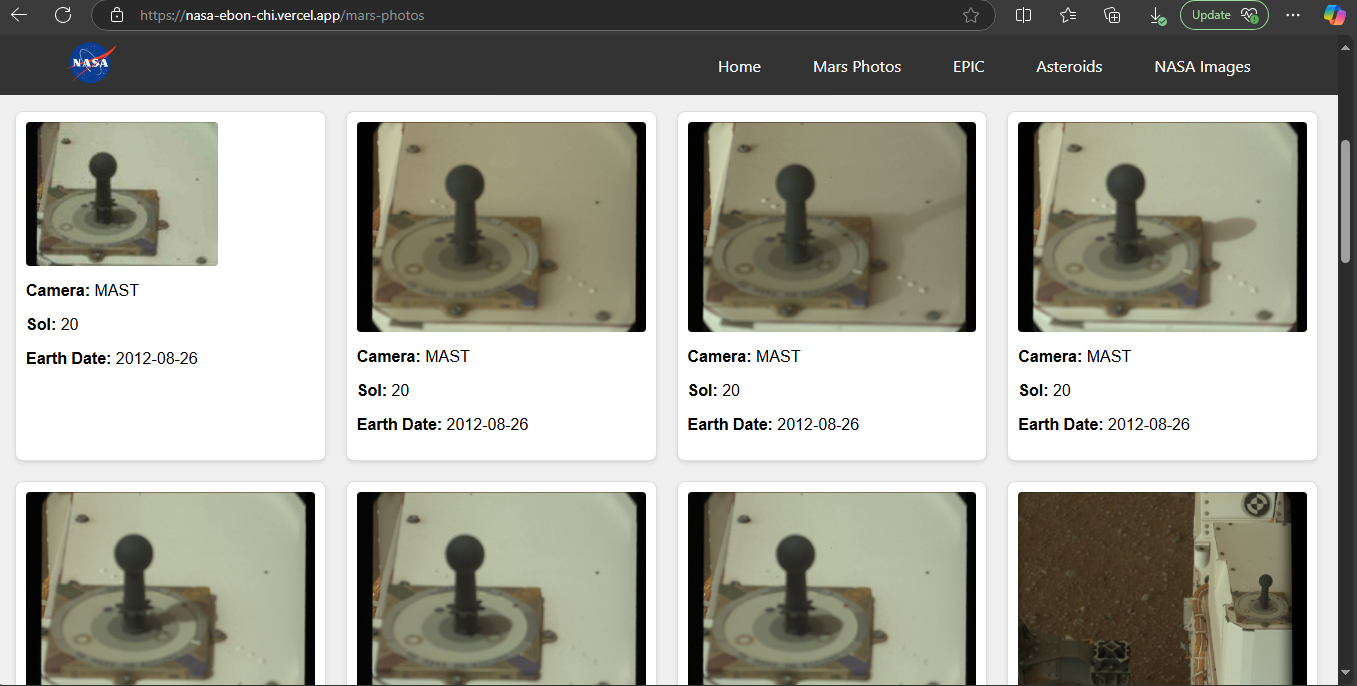 https://nasa-ebon-chi.vercel.app/mars-photos
Update
NASA
Home Mars Photos EPIC Asteroids NASA Images
Camera: MAST
Sol: 20
Earth Date: 2012-08-26
Camera: MAST
Sol: 20
Earth Date: 2012-08-26
Camera: MAST
Sol: 20
Earth Date: 2012-08-26
Camera: MAST
Sol: 20
Earth Date: 2012-08-26